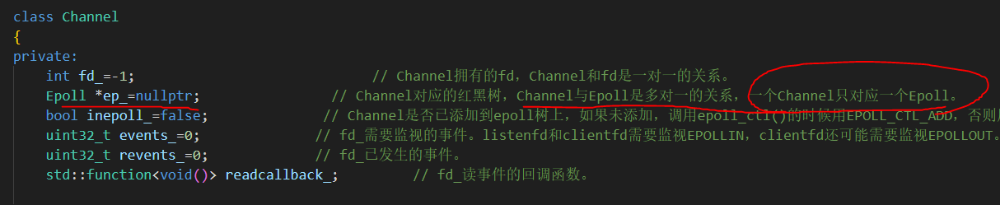 class Channel
{
private:
int fd_=-1; // Channel拥有的fd，Channel和fd是一对一的关系。
Epoll *ep_=nullptr; // Channel对应的红黑树，Channel与Epoll是多对一的关系，一个Channel只对应一个Epoll。
bool inepoll_=false; // Channel是否已添加到epoll树上，如果未添加，调用epoll_ctl()的时候用EPOLL_CTL_ADD，否则
uint32_t events_=0; // fd_需要监视的事件。listenfd和clientfd需要监视EPOLLIN，clientfd还可能需要监视EPOLLOUT。
uint32_t revents_=0; // fd_已发生的事件。
std::function<void()> readcallback_; // fd_读事件的回调函数。